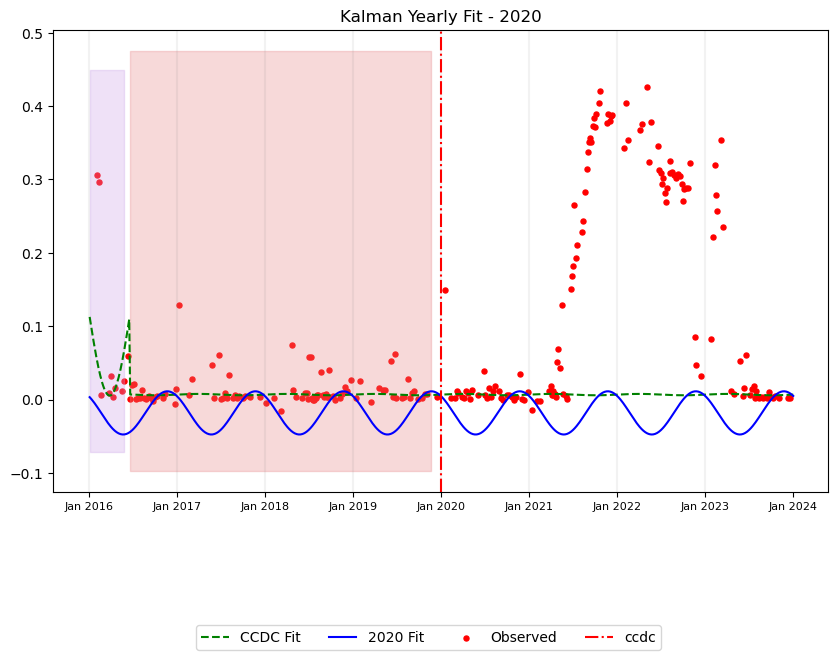 Kalman Yearly Fit - 2020
0.5
0.4
0.3
0.2
0.1
0.0
−0.1
Jan 2016 Jan 2017 Jan 2018 Jan 2019 Jan 2020 Jan 2021 Jan 2022 Jan 2023 Jan 2024
CCDC Fit 2020 Fit Observed ccdc